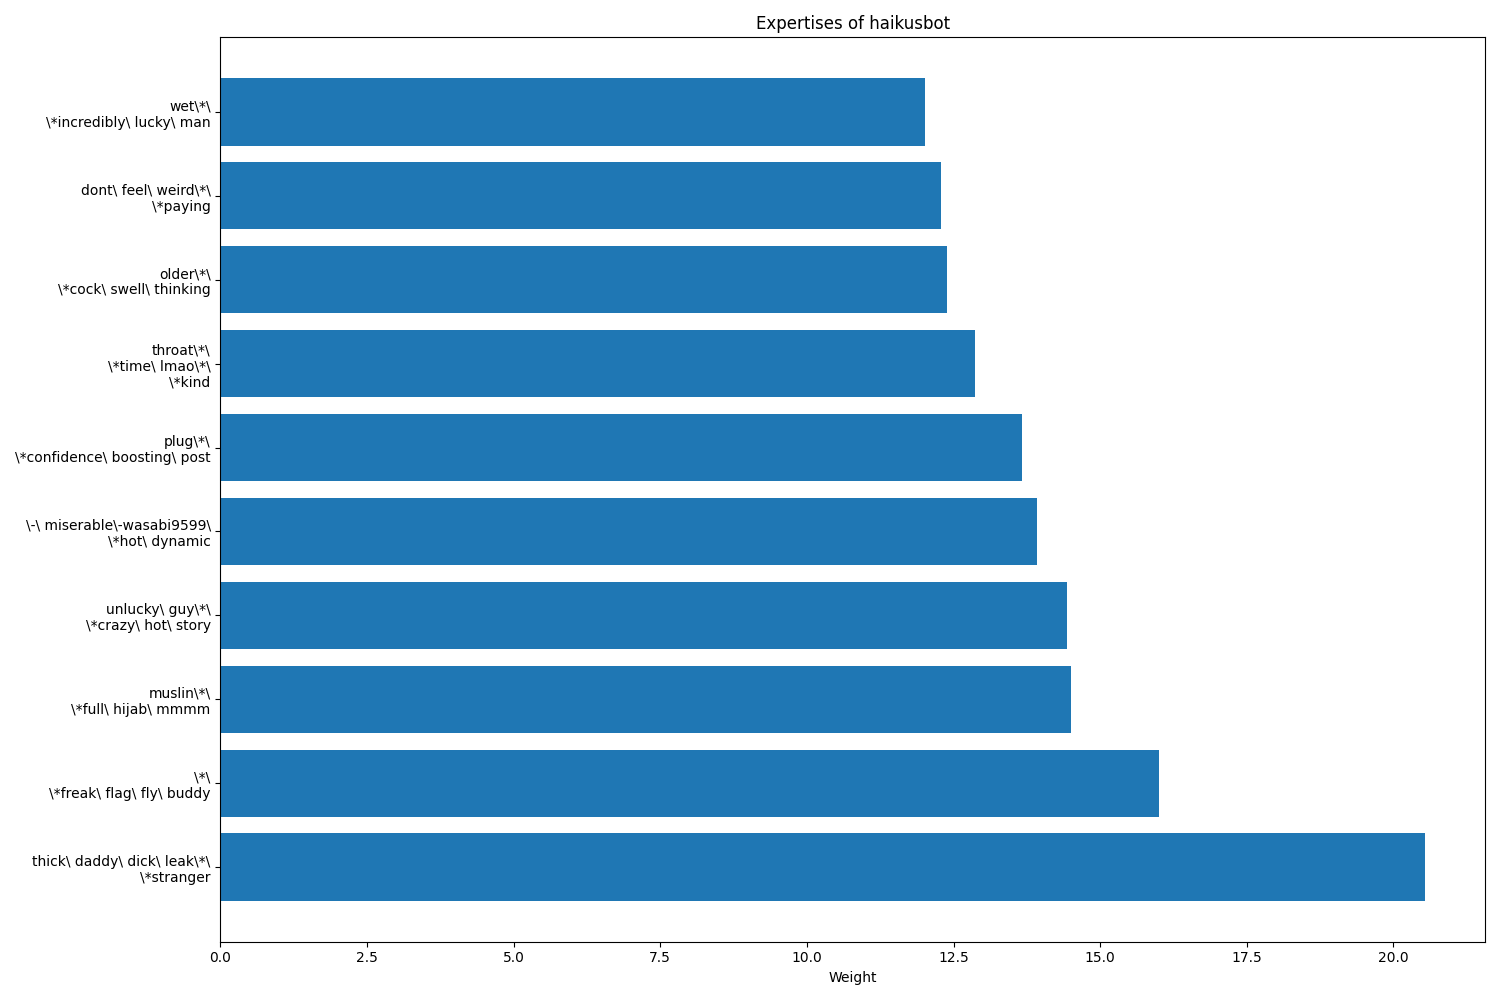 Expertises of haikusbot
wet\*\
\*incredibly\ lucky\ man
dont\ feel\ weird\*\
\*paying
older\*\
\*cock\ swell\ thinking
throat\*\
\*time\ lmao\*\
\*kind
plug\*\
\*confidence\ boosting\ post
\-\ miserable\-wasabi9599\
\*hot\ dynamic
unlucky\ guy\*\
\*crazy\ hot\ story
muslin\*\
\*full\ hijab\ mmmm
\*\
\*freak\ flag\ fly\ buddy
thick\ daddy\ dick\ leak\*\
\*stranger
0.0 2.5 5.0 7.5 10.0 12.5 15.0 17.5 20.0
Weight